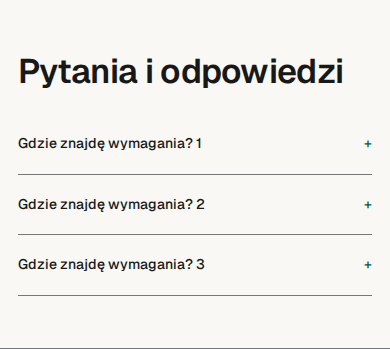 Pytania i odpowiedzi
Gdzie znajdę wymagania? 1 +
Gdzie znajdę wymagania? 2 +
Gdzie znajdę wymagania? 3 +